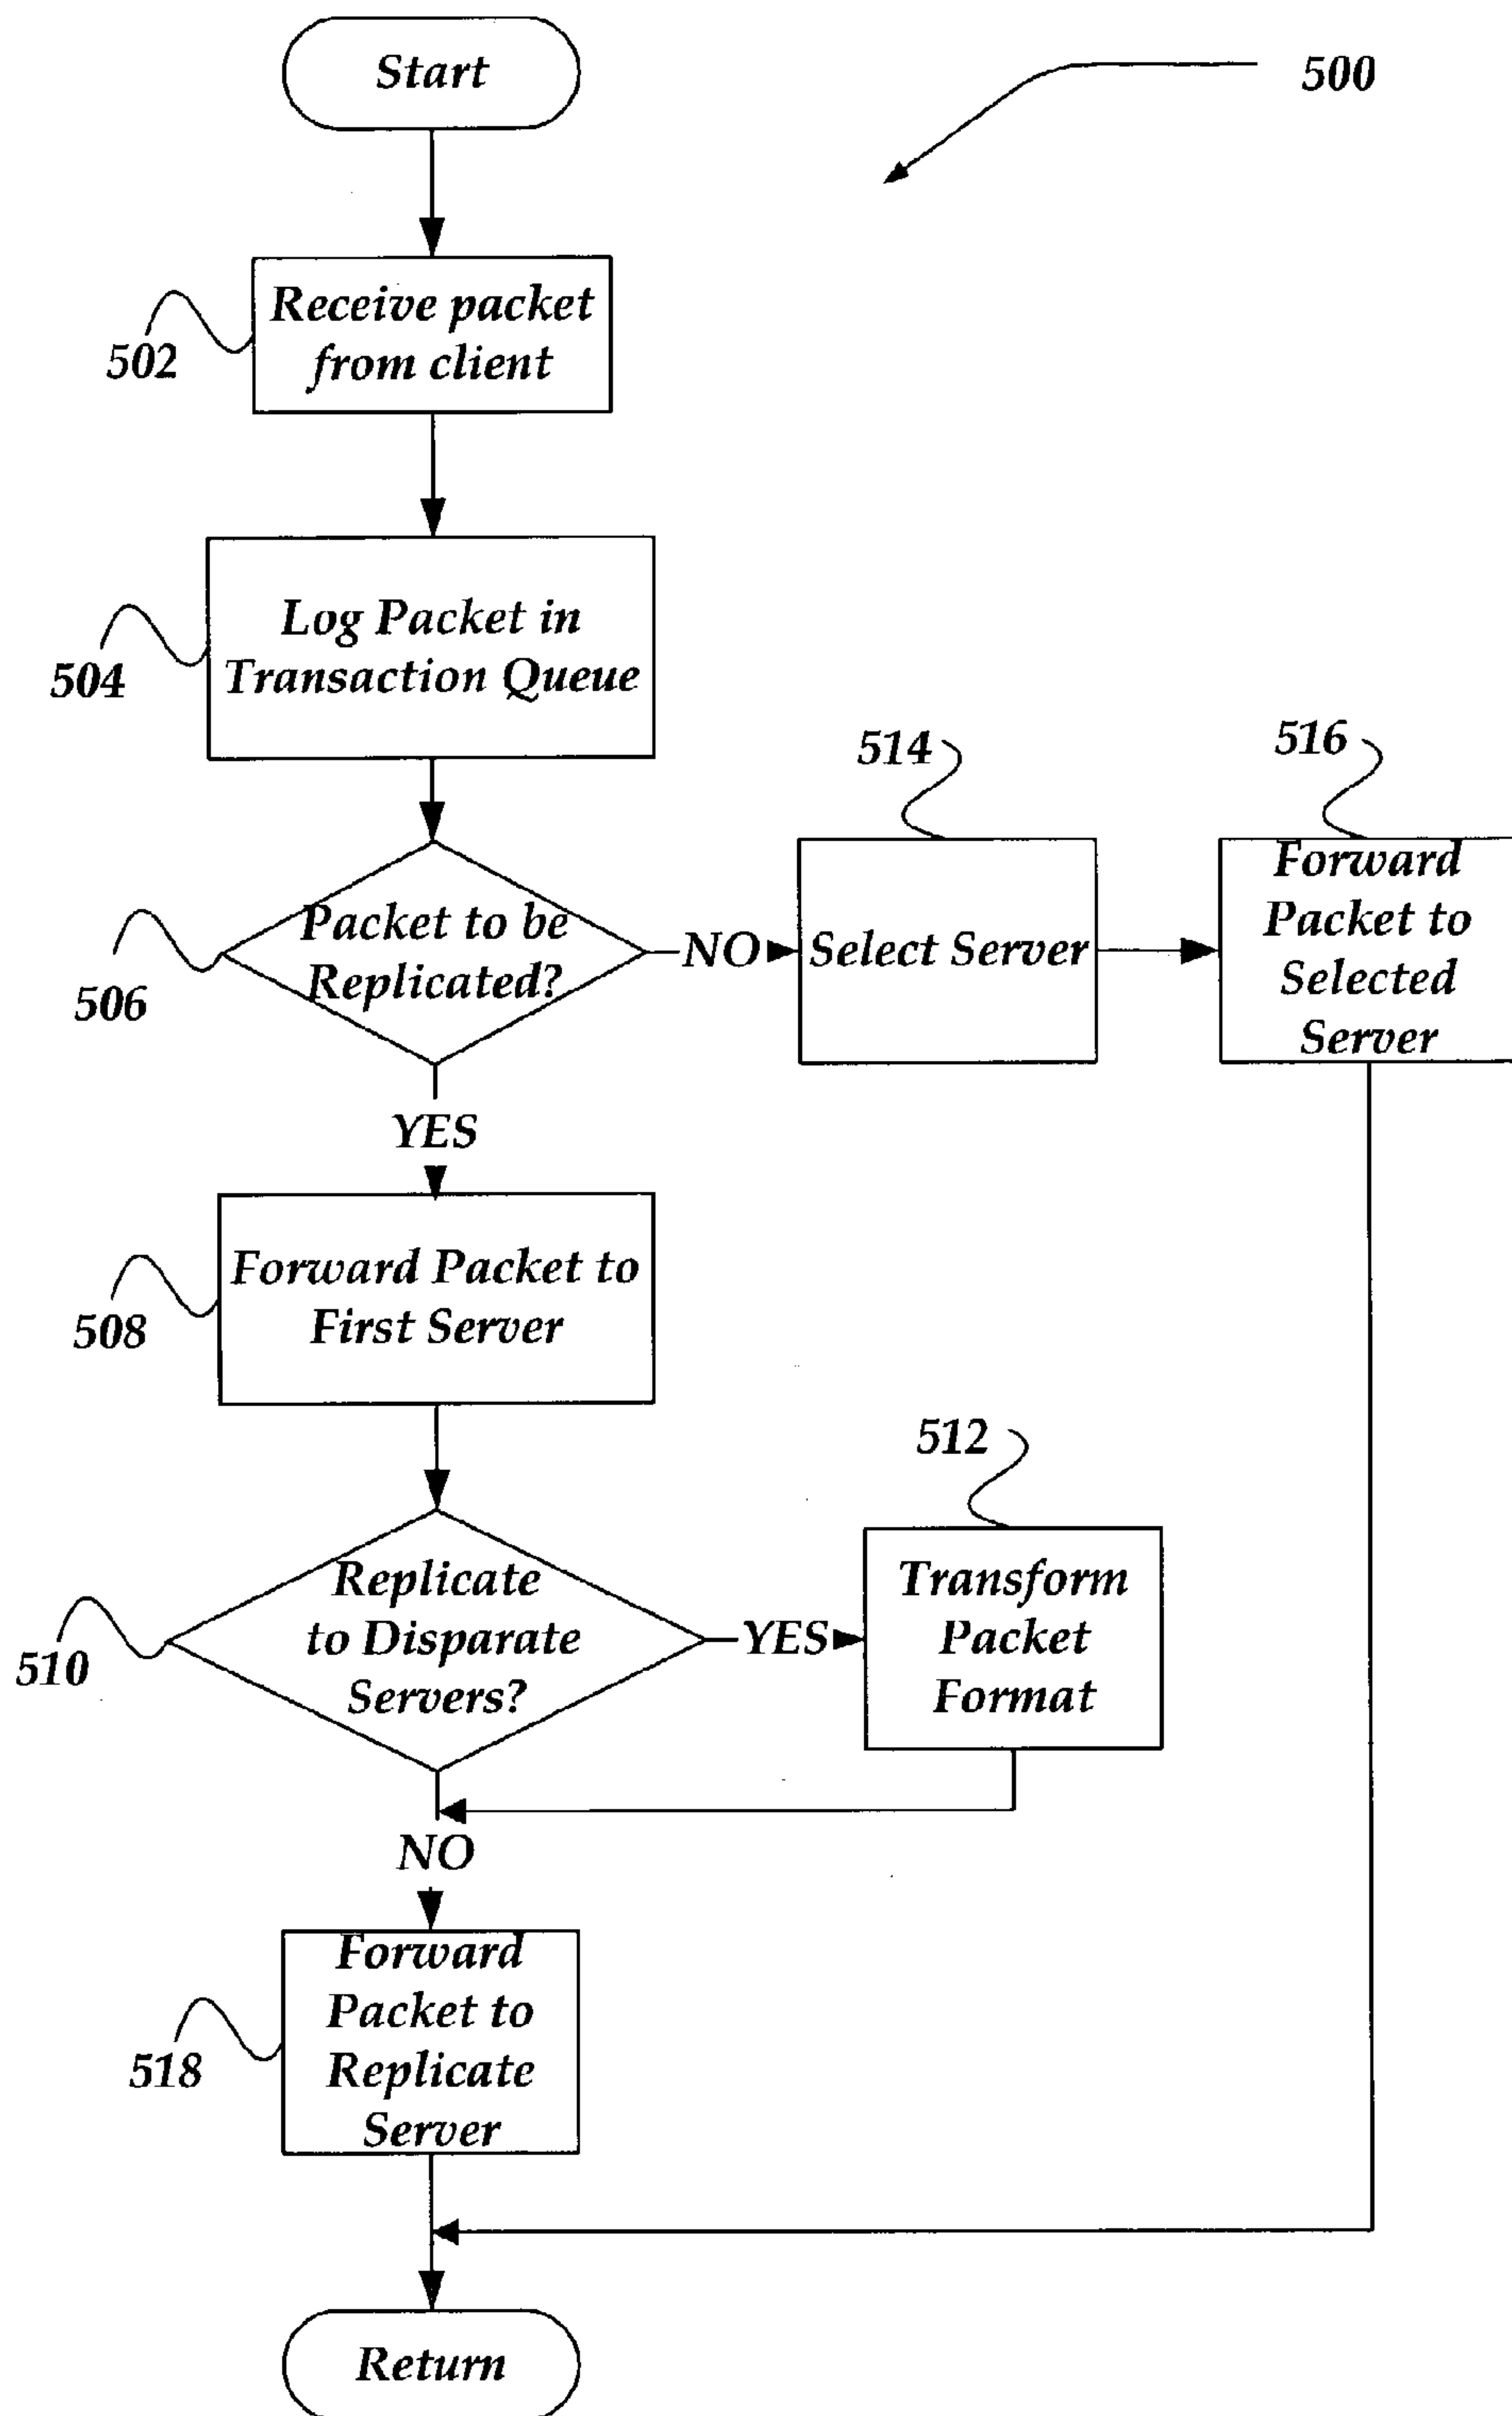 Start
500
Receive packet
from client
502
Log Packet in
Transaction Queue
504
514
516
Packet to be
Replicated?
506
NO
Select Server
Forward
Packet to
Selected
Server
YES
Forward Packet to
First Server
508
512
Replicate
to Disparate
Servers?
510
YES
Transform
Packet
Format
NO
Forward
Packet to
Replicate
Server
518
Return